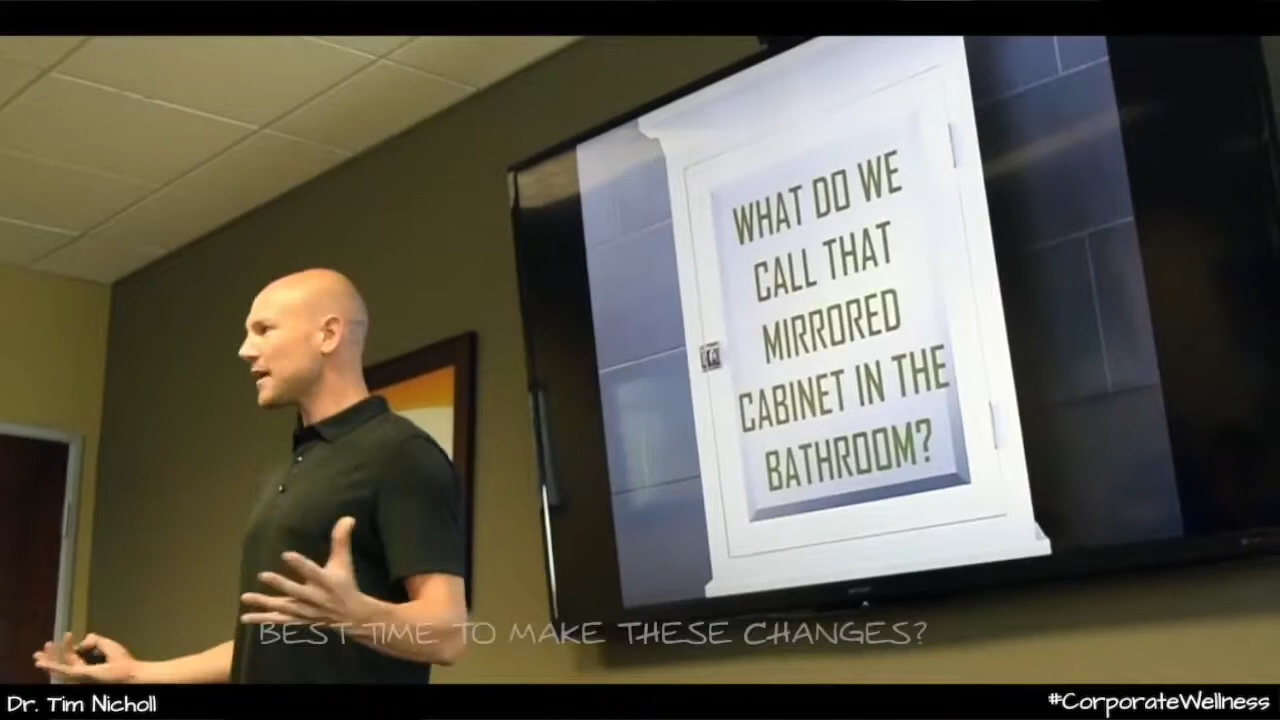 WHAT DO WE
CALL THAT
MIRRORED
CABINET IN THE
BATHROOM?
BEST TIME TO MAKE THESE CHANGES?
Dr. Tim Nicholl
#CorporateWellness